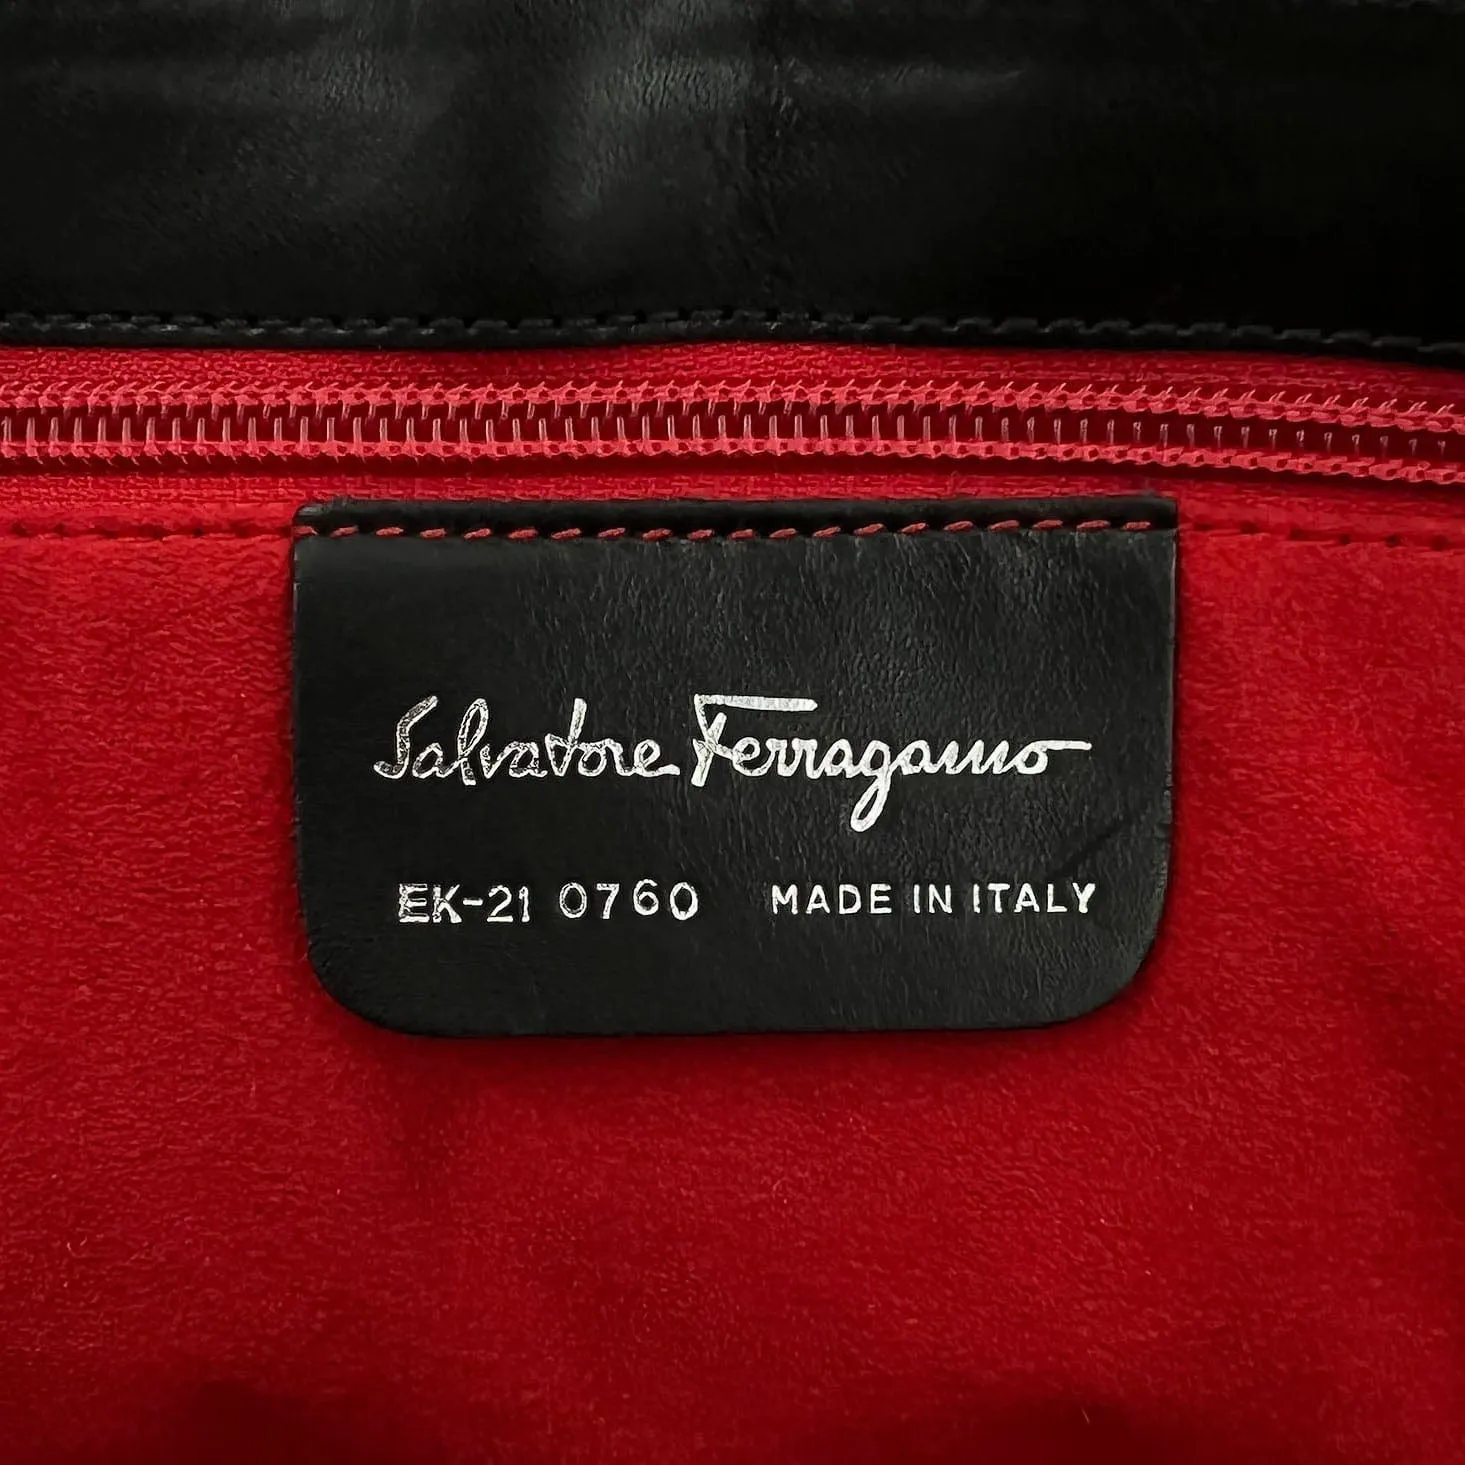 Salvatore Ferragamo
EK-21 0760 MADE IN ITALY